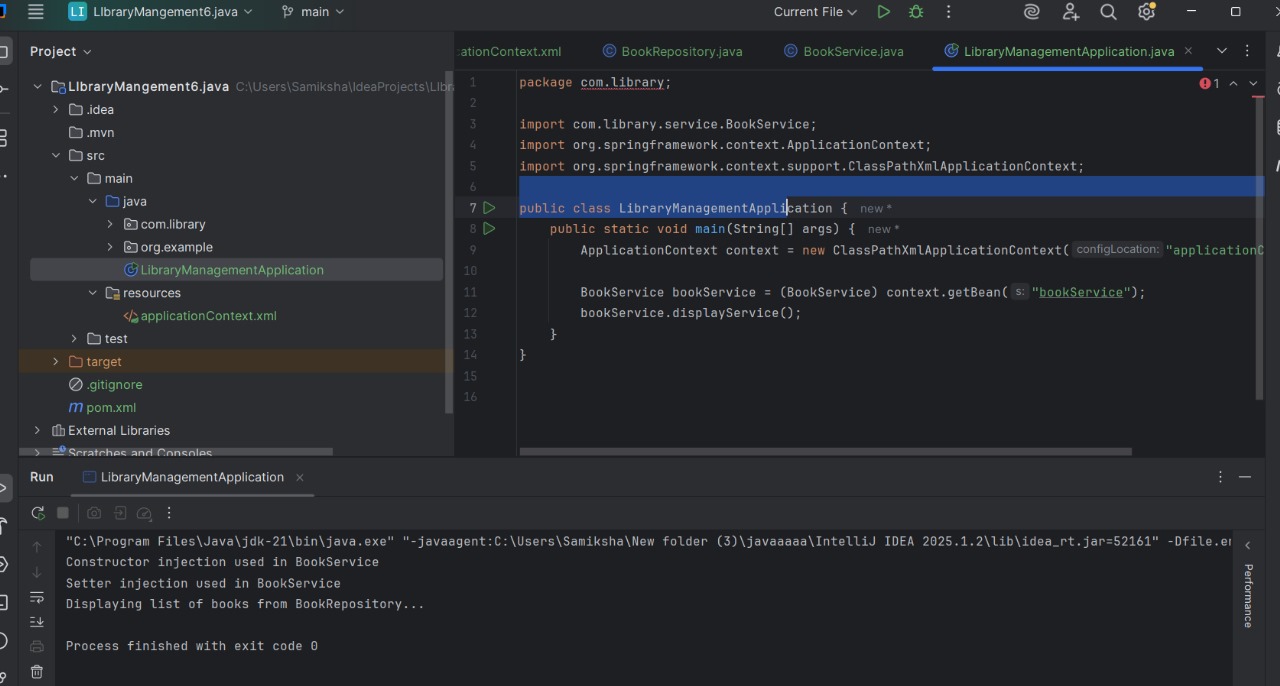 LI LIbraryMangement6.java main Current File
Project
ationContext.xml BookRepository.java BookService.java LibraryManagementApplication.java
LIbraryMangement6.java C:\Users\Samiksha\IdeaProjects\LIbr
.idea
.mvn
src
main
java
com.library
org.example
LibraryManagementApplication
resources
applicationContext.xml
test
target
.gitignore
pom.xml
External Libraries
Scratches and Consoles
1 package com.library;
2
3 import com.library.service.BookService;
4 import org.springframework.context.ApplicationContext;
5 import org.springframework.context.support.ClassPathXmlApplicationContext;
6
7 public class LibraryManagementApplication { new *
8 public static void main(String[] args) { new *
9 ApplicationContext context = new ClassPathXmlApplicationContext( configLocation: "applicationC
10
11 BookService bookService = (BookService) context.getBean( s: "bookService");
12 bookService.displayService();
13 }
14 }
15
16
1
Run LibraryManagementApplication
"C:\Program Files\Java\jdk-21\bin\java.exe" "-javaagent:C:\Users\Samiksha\New folder (3)\javaaaaa\IntelliJ IDEA 2025.1.2\lib\idea_rt.jar=52161" -Dfile.en
Constructor injection used in BookService
Setter injection used in BookService
Displaying list of books from BookRepository...
Process finished with exit code 0
Performance